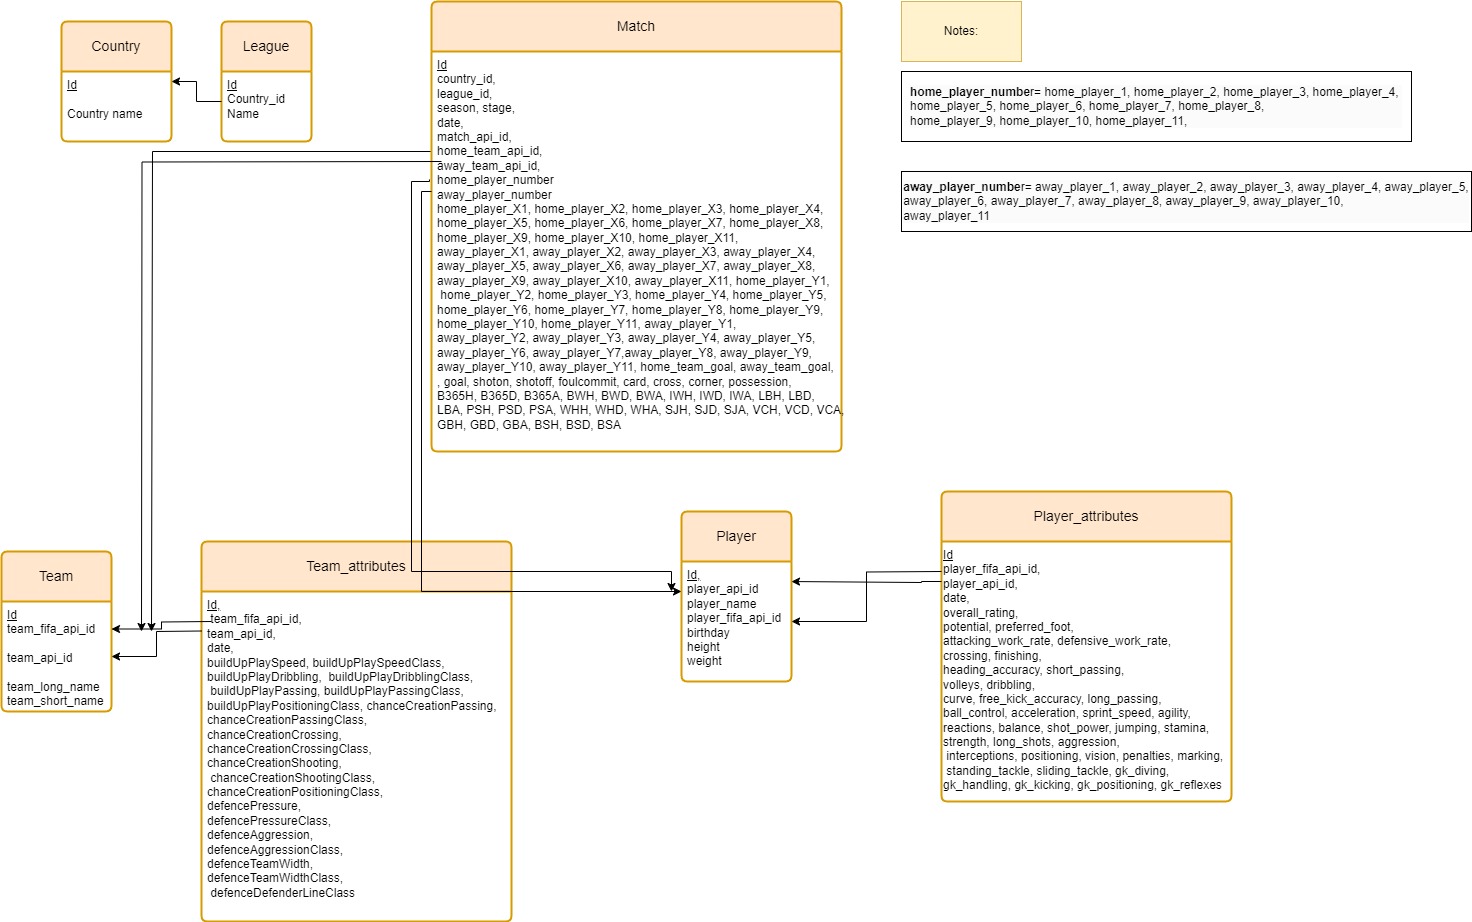 Country
Id
Country name
League
Id
Country_id
Name
Match
Id
country_id,
league_id,
season, stage,
date,
match_api_id,
home_team_api_id,
away_team_api_id,
home_player_number
away_player_number
home_player_X1, home_player_X2, home_player_X3, home_player_X4,
home_player_X5, home_player_X6, home_player_X7, home_player_X8,
home_player_X9, home_player_X10, home_player_X11,
away_player_X1, away_player_X2, away_player_X3, away_player_X4,
away_player_X5, away_player_X6, away_player_X7, away_player_X8,
away_player_X9, away_player_X10, away_player_X11, home_player_Y1,
home_player_Y2, home_player_Y3, home_player_Y4, home_player_Y5,
home_player_Y6, home_player_Y7, home_player_Y8, home_player_Y9,
home_player_Y10, home_player_Y11, away_player_Y1,
away_player_Y2, away_player_Y3, away_player_Y4, away_player_Y5,
away_player_Y6, away_player_Y7,away_player_Y8, away_player_Y9,
away_player_Y10, away_player_Y11, home_team_goal, away_team_goal,
, goal, shoton, shotoff, foulcommit, card, cross, corner, possession,
B365H, B365D, B365A, BWH, BWD, BWA, IWH, IWD, IWA, LBH, LBD,
LBA, PSH, PSD, PSA, WHH, WHD, WHA, SJH, SJD, SJA, VCH, VCD, VCA,
GBH, GBD, GBA, BSH, BSD, BSA
Notes:
home_player_number= home_player_1, home_player_2, home_player_3, home_player_4,
home_player_5, home_player_6, home_player_7, home_player_8,
home_player_9, home_player_10, home_player_11,
away_player_number= away_player_1, away_player_2, away_player_3, away_player_4, away_player_5,
away_player_6, away_player_7, away_player_8, away_player_9, away_player_10,
away_player_11
Team
Id
team_fifa_api_id
team_api_id
team_long_name
team_short_name
Team_attributes
Id,
team_fifa_api_id,
team_api_id,
date,
buildUpPlaySpeed, buildUpPlaySpeedClass,
buildUpPlayDribbling, buildUpPlayDribblingClass,
buildUpPlayPassing, buildUpPlayPassingClass,
buildUpPlayPositioningClass, chanceCreationPassing,
chanceCreationPassingClass,
chanceCreationCrossing,
chanceCreationCrossingClass,
chanceCreationShooting,
chanceCreationShootingClass,
chanceCreationPositioningClass,
defencePressure,
defencePressureClass,
defenceAggression,
defenceAggressionClass,
defenceTeamWidth,
defenceTeamWidthClass,
defenceDefenderLineClass
Player
Id,
player_api_id
player_name
player_fifa_api_id
birthday
height
weight
Player_attributes
Id
player_fifa_api_id,
player_api_id,
date,
overall_rating,
potential, preferred_foot,
attacking_work_rate, defensive_work_rate,
crossing, finishing,
heading_accuracy, short_passing,
volleys, dribbling,
curve, free_kick_accuracy, long_passing,
ball_control, acceleration, sprint_speed, agility,
reactions, balance, shot_power, jumping, stamina,
strength, long_shots, aggression,
interceptions, positioning, vision, penalties, marking,
standing_tackle, sliding_tackle, gk_diving,
gk_handling, gk_kicking, gk_positioning, gk_reflexes